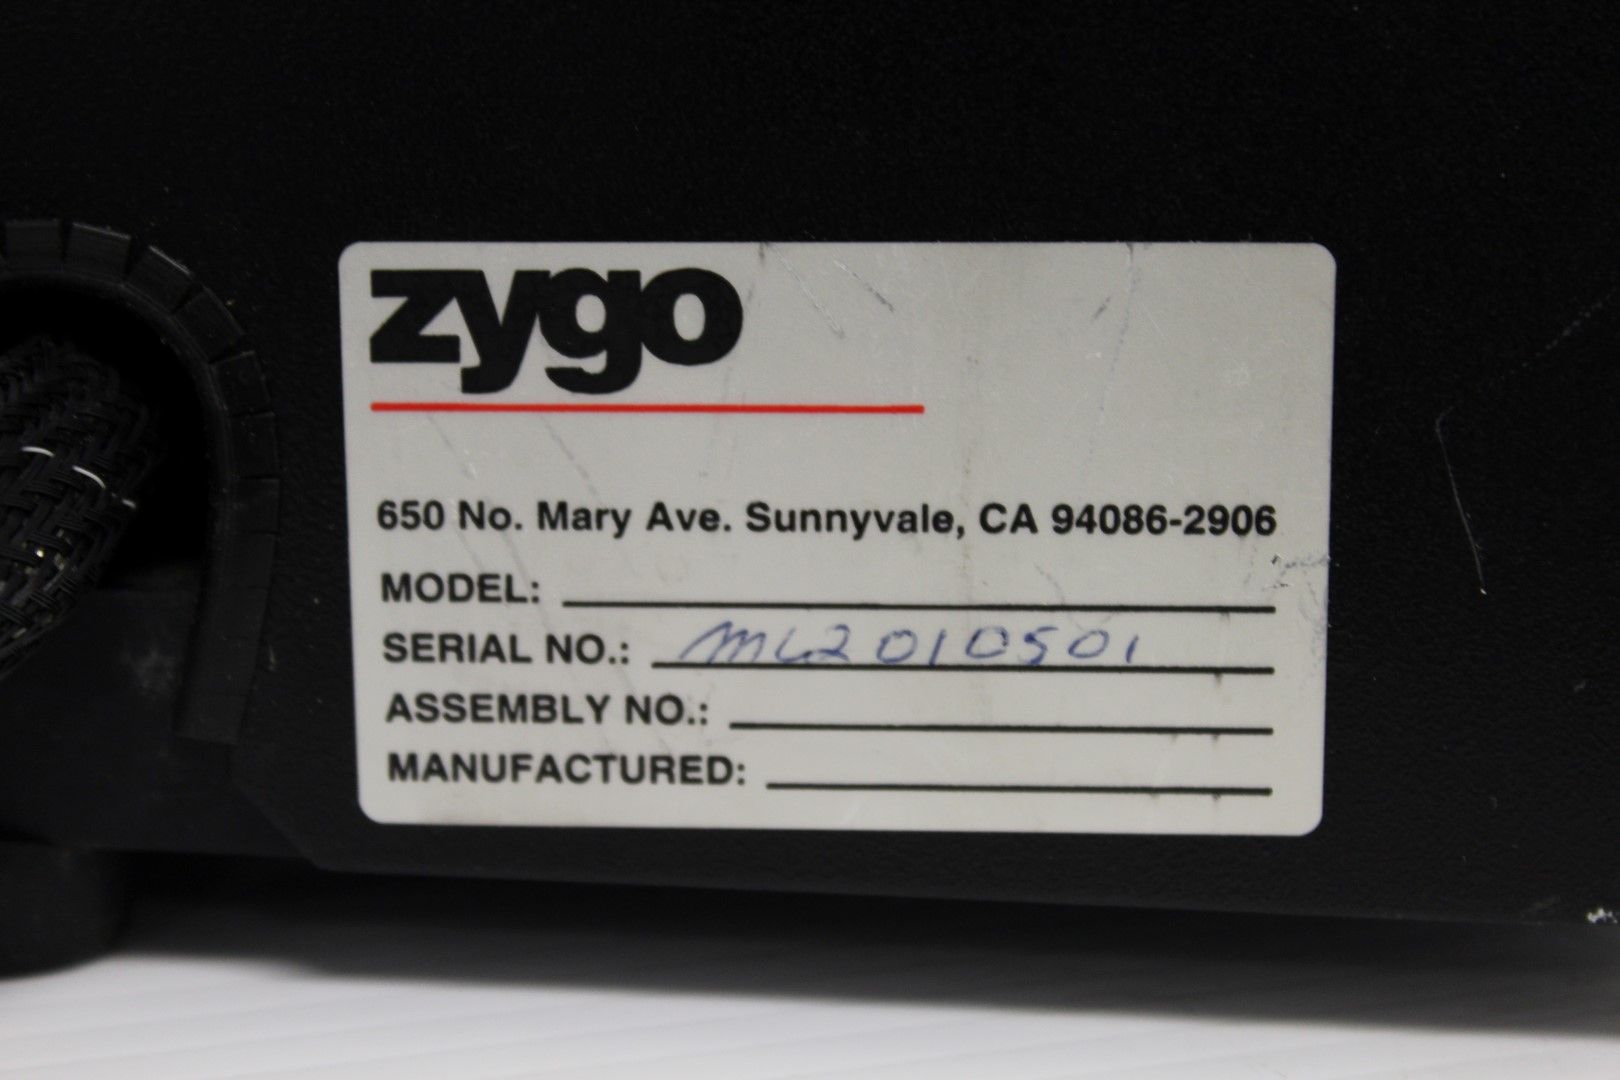 zygo
650 No. Mary Ave. Sunnyvale, CA 94086-2906
MODEL:
SERIAL NO.: ML2010501
ASSEMBLY NO.:
MANUFACTURED: